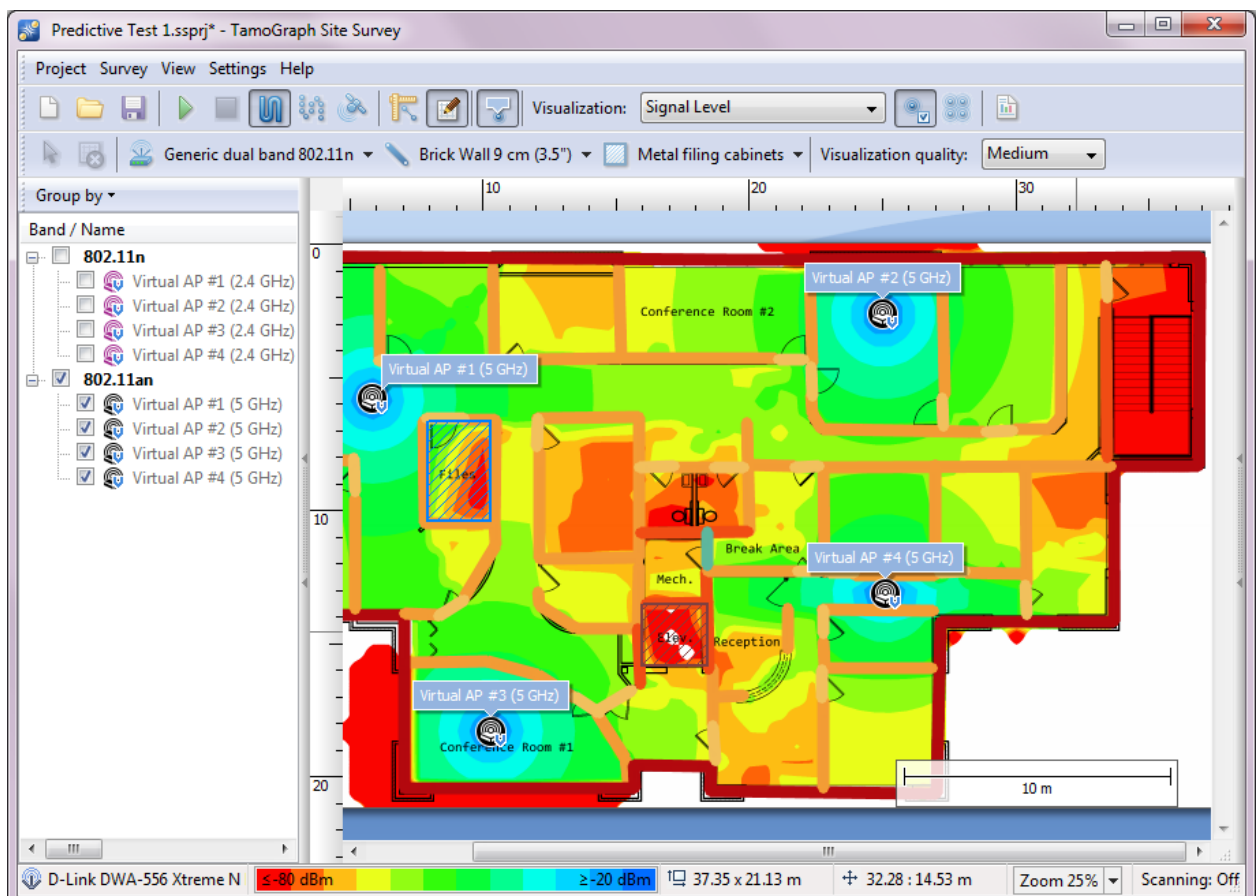 Predictive Test 1.ssprj* - TamoGraph Site Survey
Project Survey View Settings Help
Visualization: Signal Level
Generic dual band 802.11n Brick Wall 9 cm (3.5") Metal filing cabinets Visualization quality: Medium
Group by
10 20 30
Band / Name
802.11n
Virtual AP #1 (2.4 GHz)
Virtual AP #2 (2.4 GHz)
Virtual AP #3 (2.4 GHz)
Virtual AP #4 (2.4 GHz)
802.11an
Virtual AP #1 (5 GHz)
Virtual AP #2 (5 GHz)
Virtual AP #3 (5 GHz)
Virtual AP #4 (5 GHz)
0
Virtual AP #2 (5 GHz)
Conference Room #2
Virtual AP #1 (5 GHz)
Files
10
Break Area
Virtual AP #4 (5 GHz)
Mech.
Elev.
Reception
Virtual AP #3 (5 GHz)
Conference Room #1
20
10 m
D-Link DWA-556 Xtreme N ≤-80 dBm ≥-20 dBm 37.35 x 21.13 m 32.28 : 14.53 m Zoom 25% Scanning: Off